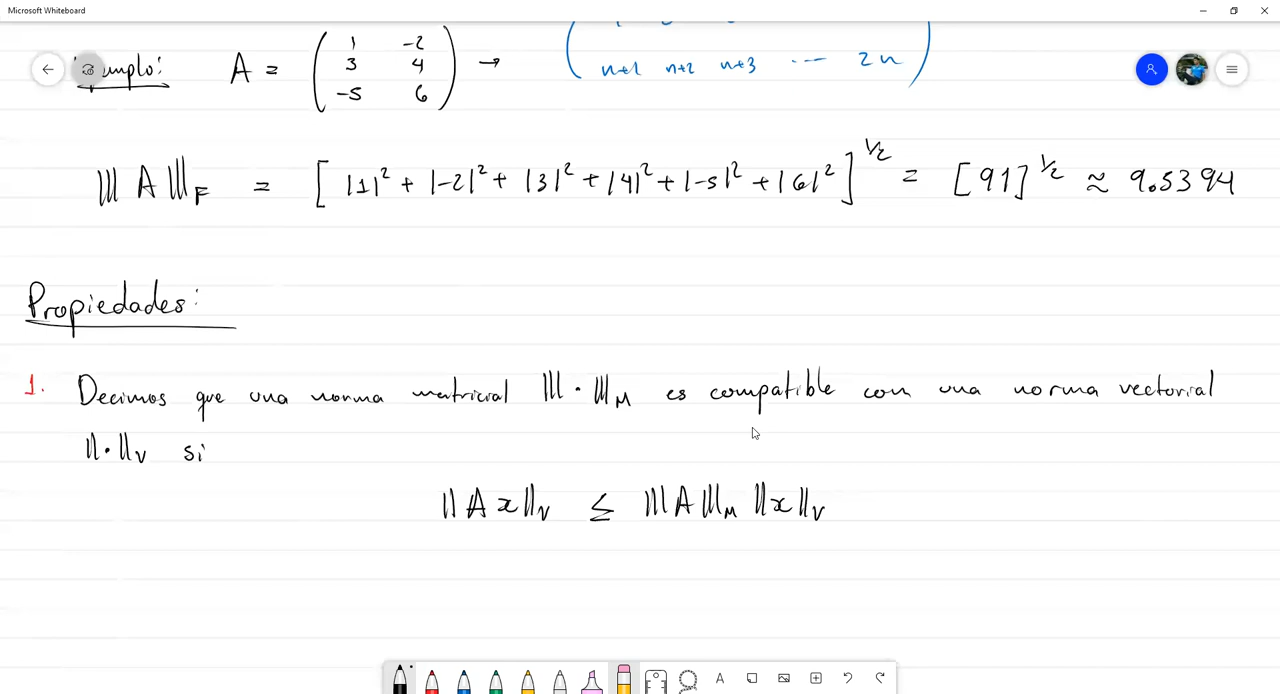 Microsoft Whiteboard
n+1 n+2 n+3 ... 2n
A = ( 1 -2 ; 3 4 ; -5 6 ) →
|||A|||_F = [ |1|² + |-2|² + |3|² + |4|² + |-5|² + |6|² ]^{1/2} = [91]^{1/2} ≈ 9.5394
Propiedades:
1. Decimos que una norma matricial |||·|||_M es compatible con una norma vectorial
||·||_V si
||Ax||_V ≤ |||A|||_M ||x||_V
A